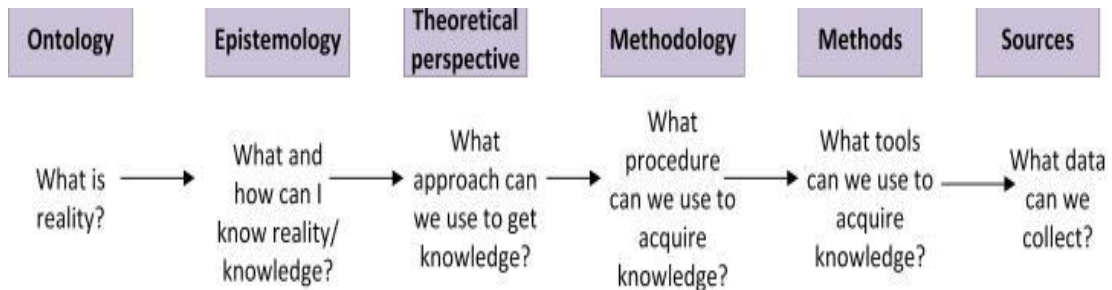 Ontology
Epistemology
Theoretical
perspective
Methodology
Methods
Sources
What is
reality?
What and
how can I
know reality/
knowledge?
What
approach can
we use to get
knowledge?
What
procedure
can we use to
acquire
knowledge?
What tools
can we use to
acquire
knowledge?
What data
can we
collect?